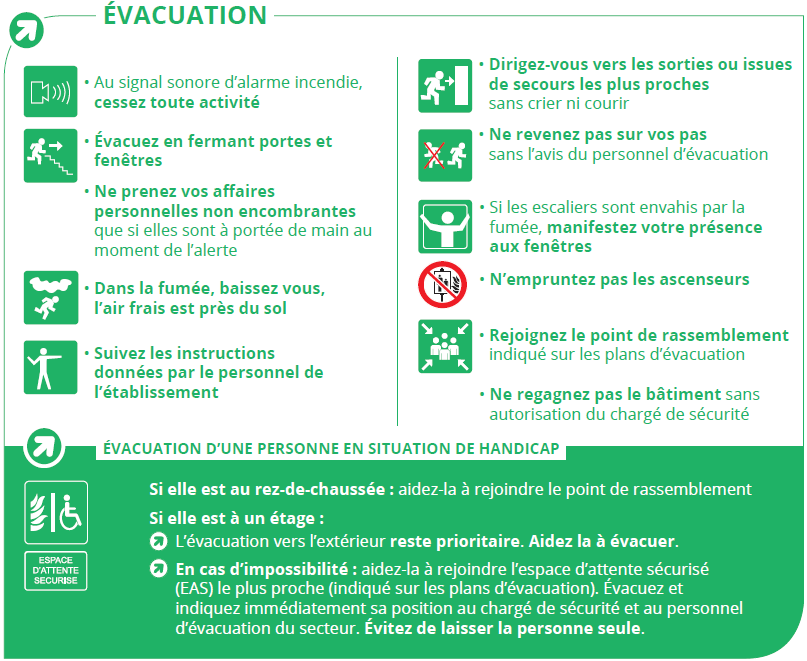 ÉVACUATION
• Au signal sonore d'alarme incendie,
cessez toute activité
• Évacuez en fermant portes et
fenêtres
• Ne prenez vos affaires
personnelles non encombrantes
que si elles sont à portée de main au
moment de l'alerte
• Dans la fumée, baissez vous,
l'air frais est près du sol
• Suivez les instructions
données par le personnel de
l'établissement
• Dirigez-vous vers les sorties ou issues
de secours les plus proches
sans crier ni courir
• Ne revenez pas sur vos pas
sans l'avis du personnel d'évacuation
• Si les escaliers sont envahis par la
fumée, manifestez votre présence
aux fenêtres
• N'empruntez pas les ascenseurs
• Rejoignez le point de rassemblement
indiqué sur les plans d'évacuation
• Ne regagnez pas le bâtiment sans
autorisation du chargé de sécurité
ÉVACUATION D'UNE PERSONNE EN SITUATION DE HANDICAP
ESPACE
D'ATTENTE
SECURISE
Si elle est au rez-de-chaussée : aidez-la à rejoindre le point de rassemblement
Si elle est à un étage :
L'évacuation vers l'extérieur reste prioritaire. Aidez la à évacuer.
En cas d'impossibilité : aidez-la à rejoindre l'espace d'attente sécurisé
(EAS) le plus proche (indiqué sur les plans d'évacuation). Évacuez et
indiquez immédiatement sa position au chargé de sécurité et au personnel
d'évacuation du secteur. Évitez de laisser la personne seule.